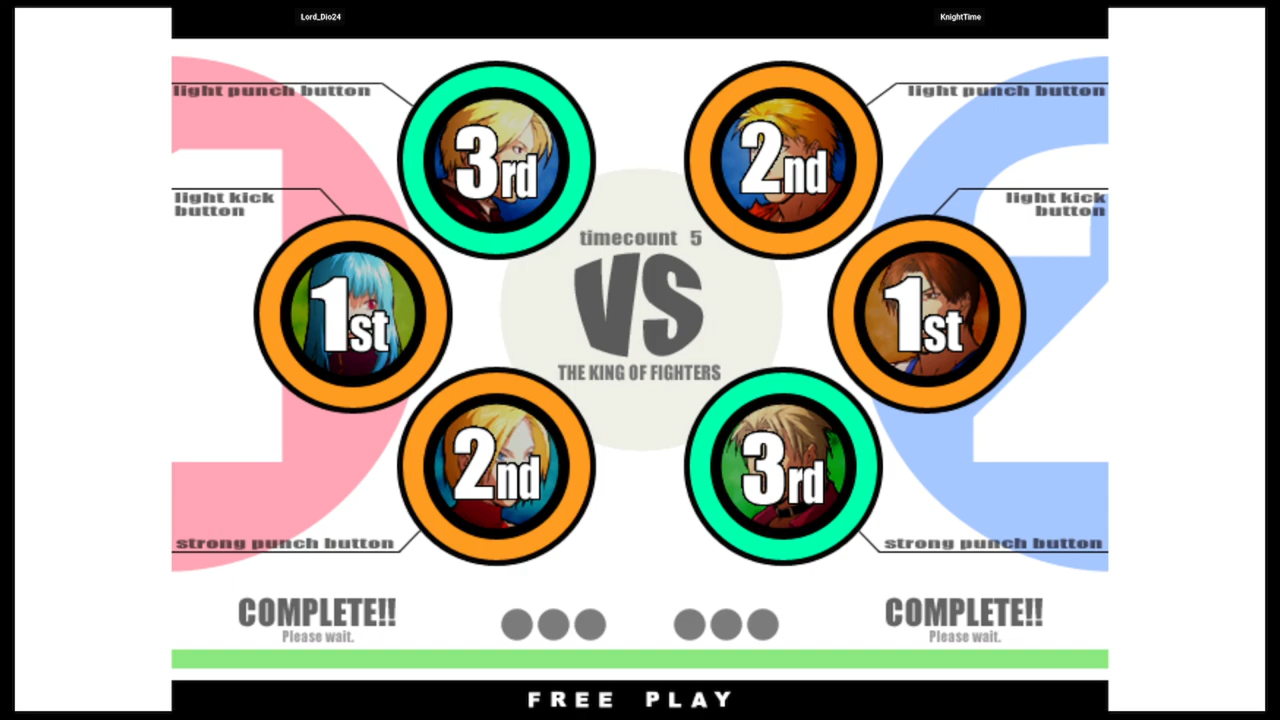 Lord_Dio24
KnightTime
light punch button
light punch button
3rd
2nd
light kick
button
light kick
button
timecount 5
VS
THE KING OF FIGHTERS
1st
1st
2nd
3rd
strong punch button
strong punch button
COMPLETE!!
Please wait.
COMPLETE!!
Please wait.
FREE PLAY
1
2